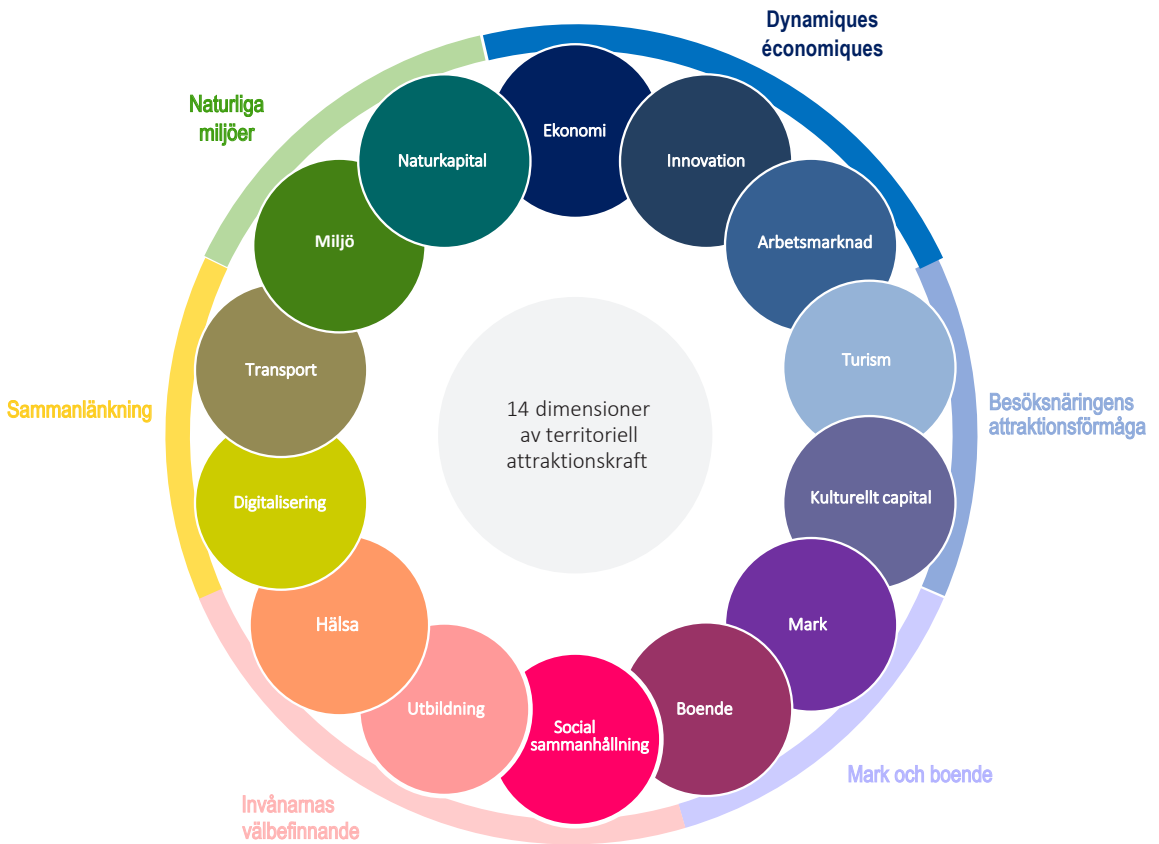 Dynamiques
économiques
Naturliga
miljöer
Ekonomi
Naturkapital
Innovation
Miljö
Arbetsmarknad
Transport
Turism
Sammanlänkning
14 dimensioner
av territoriell
attraktionskraft
Besöksnäringens
attraktionsförmåga
Digitalisering
Kulturellt capital
Hälsa
Mark
Utbildning
Boende
Social
sammanhållning
Mark och boende
Invånarnas
välbefinnande